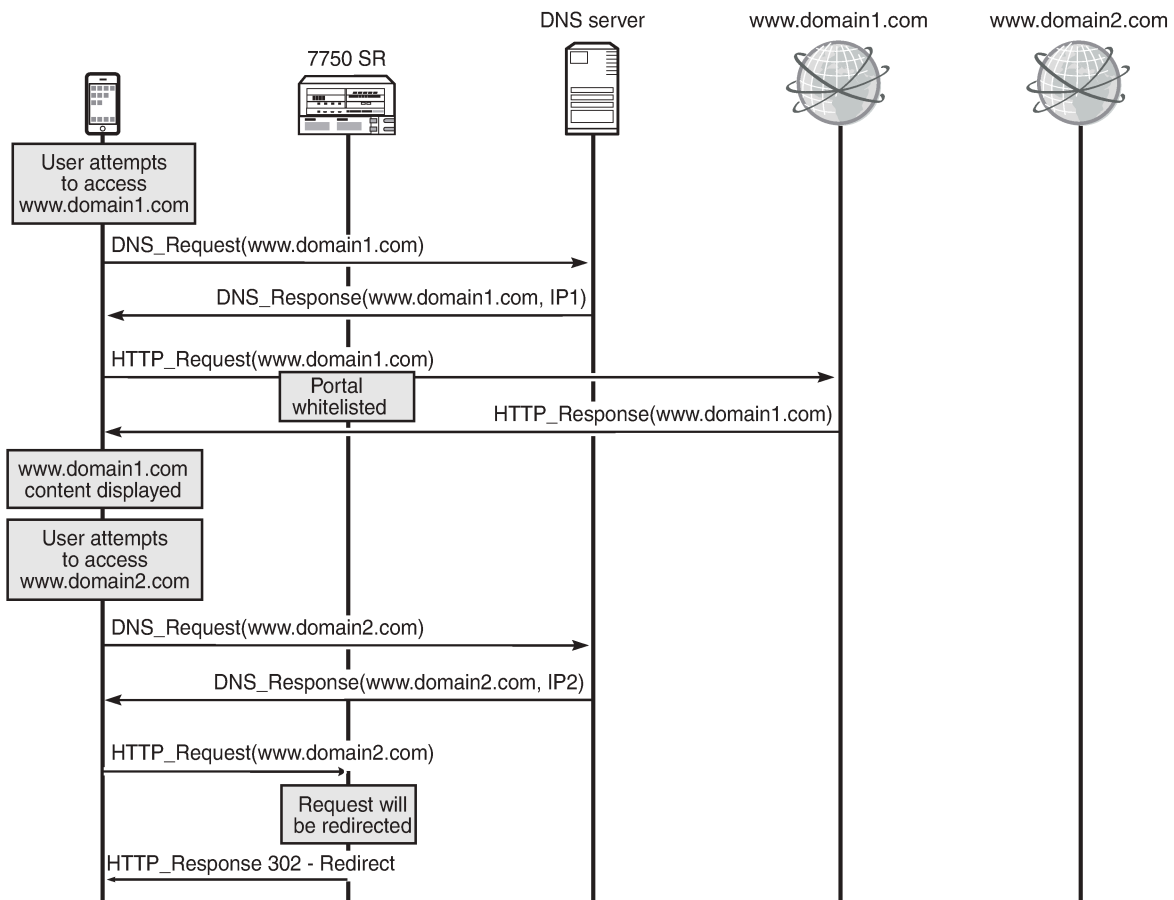 DNS server
www.domain1.com
www.domain2.com
7750 SR
User attempts
to access
www.domain1.com
DNS_Request(www.domain1.com)
DNS_Response(www.domain1.com, IP1)
HTTP_Request(www.domain1.com)
Portal
whitelisted
HTTP_Response(www.domain1.com)
www.domain1.com
content displayed
User attempts
to access
www.domain2.com
DNS_Request(www.domain2.com)
DNS_Response(www.domain2.com, IP2)
HTTP_Request(www.domain2.com)
Request will
be redirected
HTTP_Response 302 - Redirect